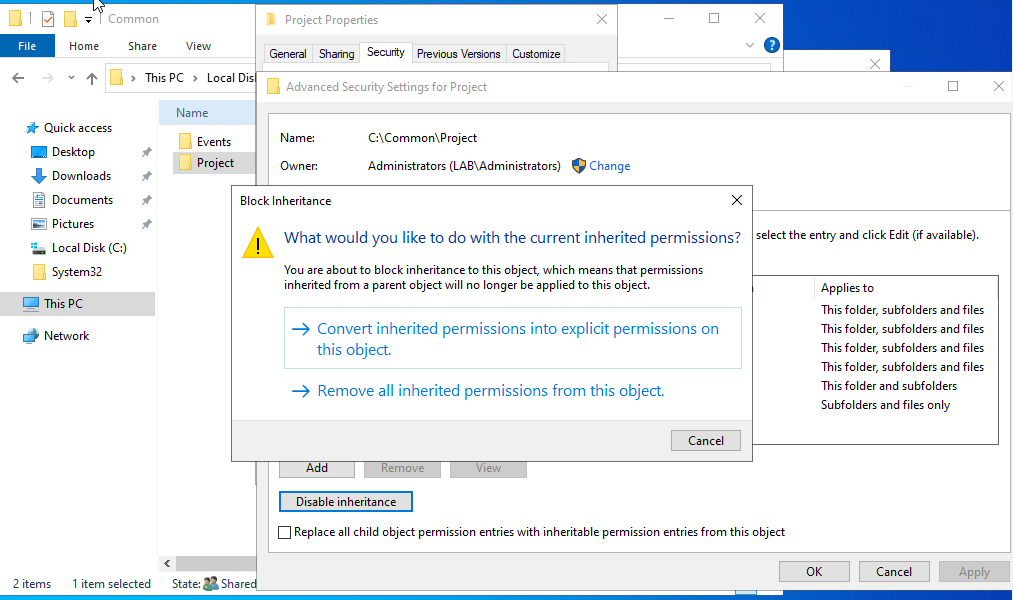 Common
File
Home
Share
View
This PC
Local Disk
Quick access
Desktop
Downloads
Documents
Pictures
Local Disk (C:)
System32
This PC
Network
Name
Events
Project
2 items
1 item selected
State:
Shared
Project Properties
General
Sharing
Security
Previous Versions
Customize
Advanced Security Settings for Project
Name:
C:\Common\Project
Owner:
Administrators (LAB\Administrators)
Change
select the entry and click Edit (if available).
Applies to
This folder, subfolders and files
This folder, subfolders and files
This folder, subfolders and files
This folder, subfolders and files
This folder and subfolders
Subfolders and files only
Block Inheritance
What would you like to do with the current inherited permissions?
You are about to block inheritance to this object, which means that permissions
inherited from a parent object will no longer be applied to this object.
Convert inherited permissions into explicit permissions on
this object.
Remove all inherited permissions from this object.
Cancel
Add
Remove
View
Disable inheritance
Replace all child object permission entries with inheritable permission entries from this object
OK
Cancel
Apply